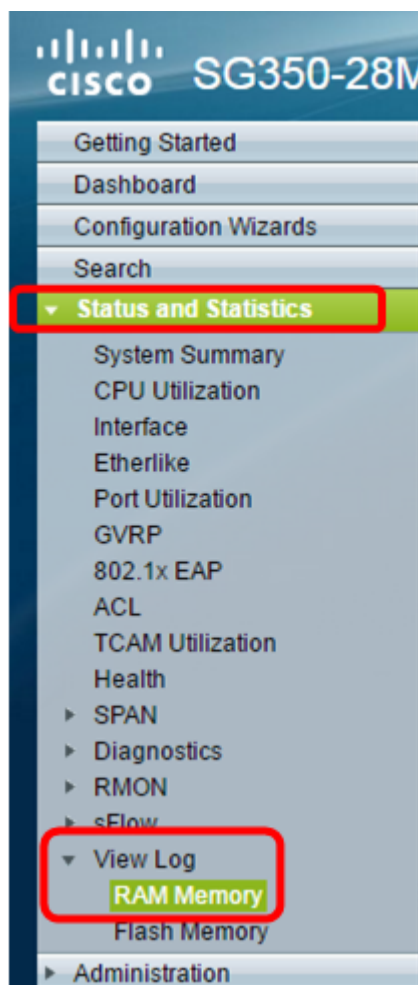 CISCO SG350-28M
Getting Started
Dashboard
Configuration Wizards
Search
Status and Statistics
System Summary
CPU Utilization
Interface
Etherlike
Port Utilization
GVRP
802.1x EAP
ACL
TCAM Utilization
Health
SPAN
Diagnostics
RMON
sFlow
View Log
RAM Memory
Flash Memory
Administration